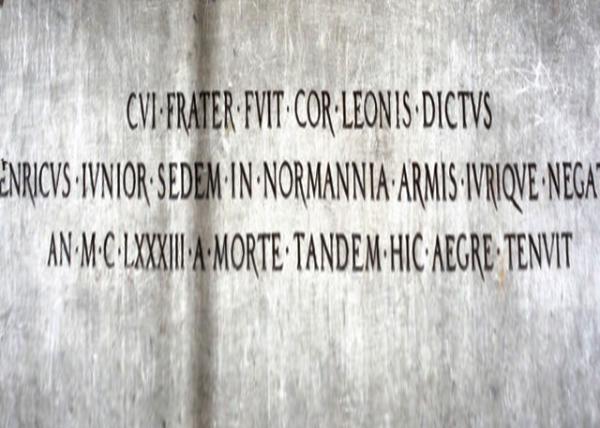 CVI·FRATER·FVIT·COR·LEONIS·DICTVS
ENRICVS·IVNIOR·SEDEM·IN·NORMANNIA·ARMIS·IVRIQVE·NEGAT
AN·M·C·LXXXIII·A·MORTE·TANDEM·HIC·AEGRE·TENVIT